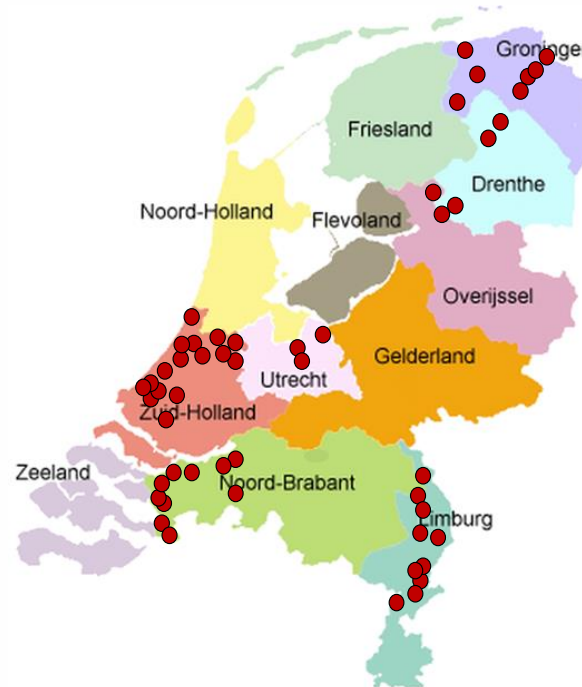 Groninge
Friesland
Drenthe
Noord-Holland
Flevoland
Overijssel
Gelderland
Utrecht
Zuid-Holland
Zeeland
Noord-Brabant
Limburg